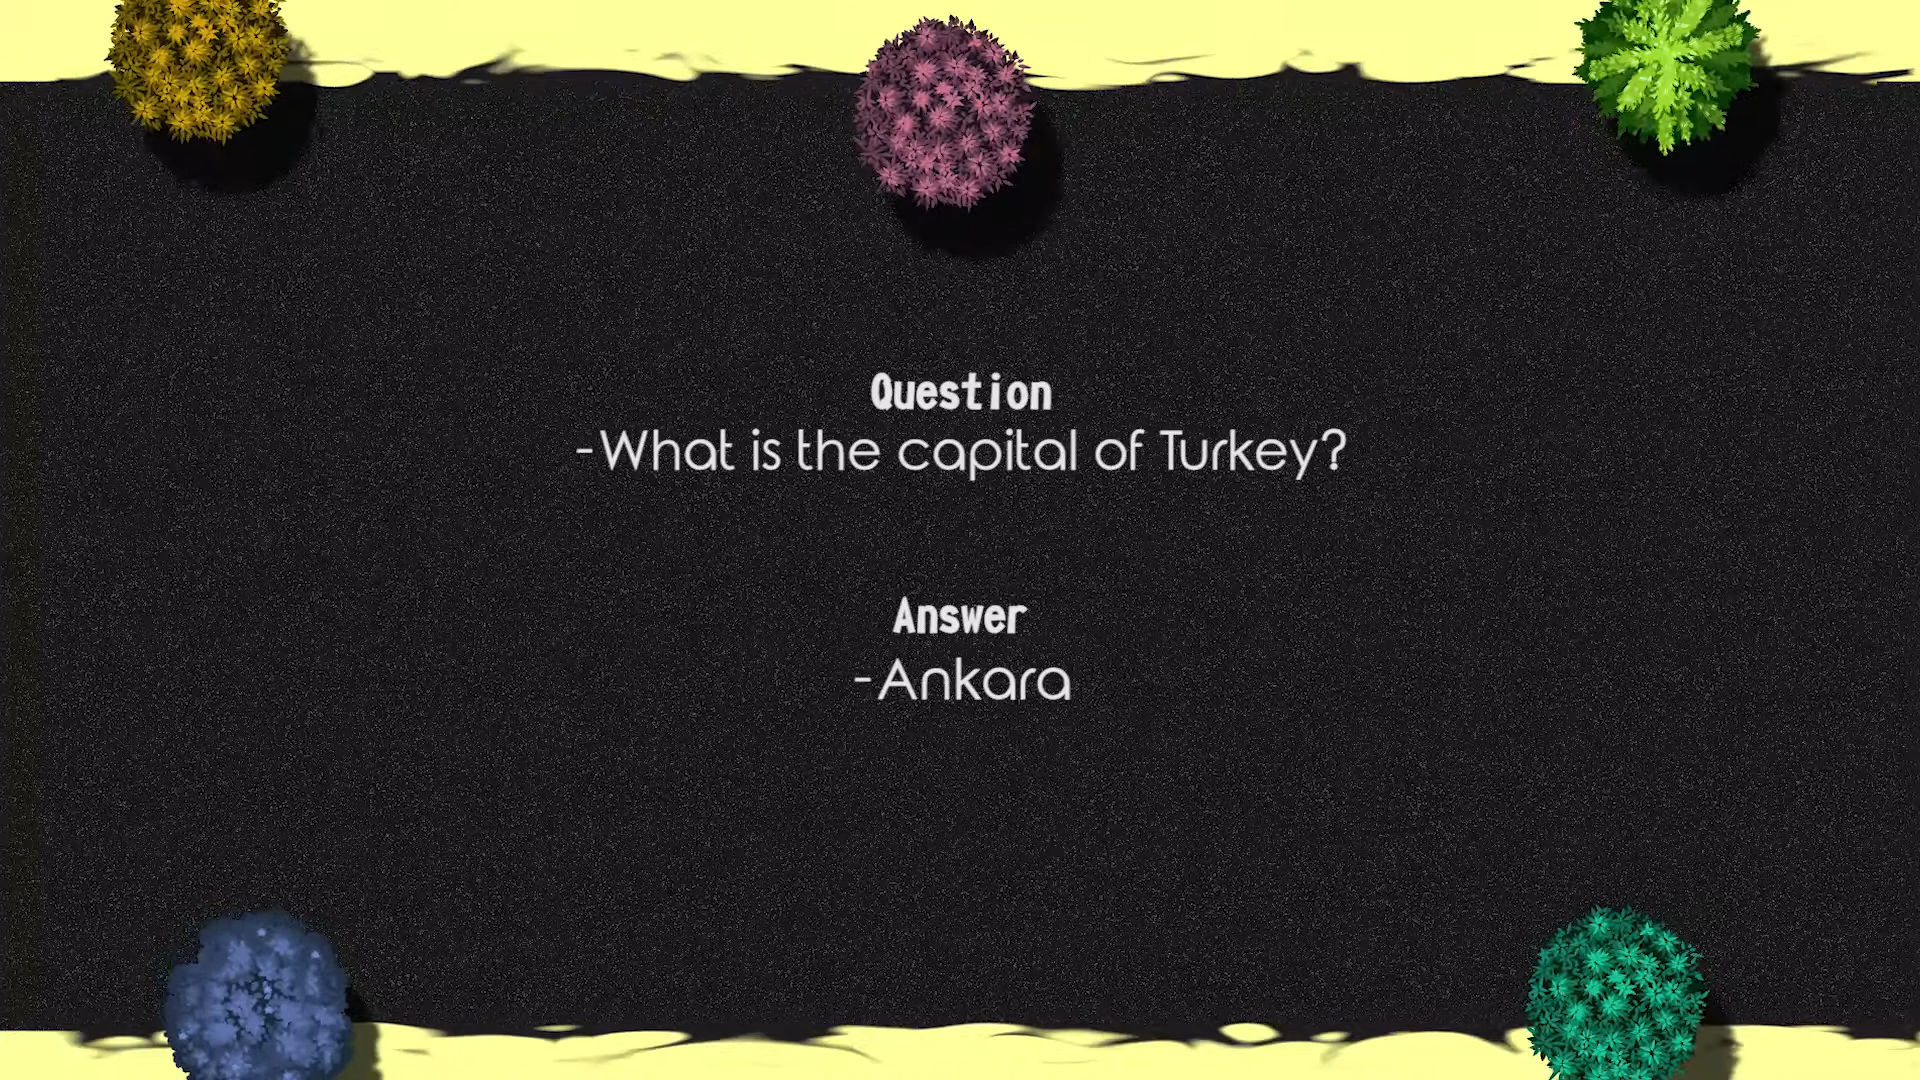 Question
-What is the capital of Turkey?
Answer
-Ankara